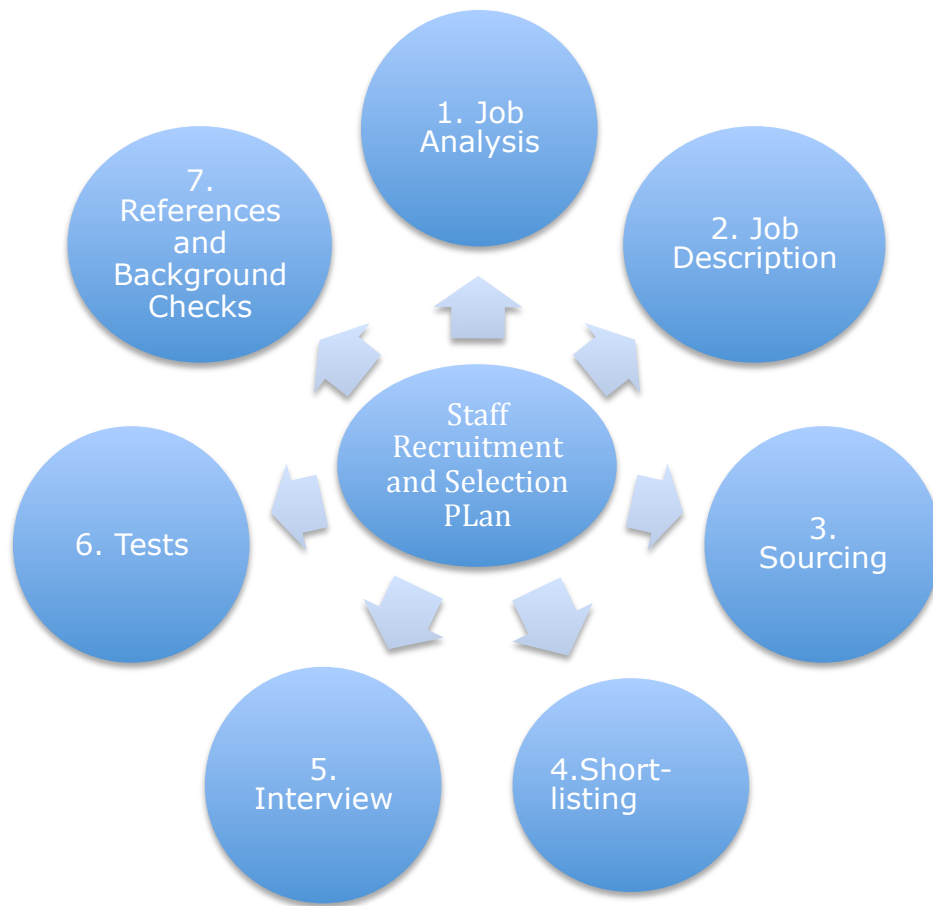 1. Job
Analysis
2. Job
Description
3.
Sourcing
4.Short-
listing
5.
Interview
6. Tests
7.
References
and
Background
Checks
Staff
Recruitment
and Selection
PLan